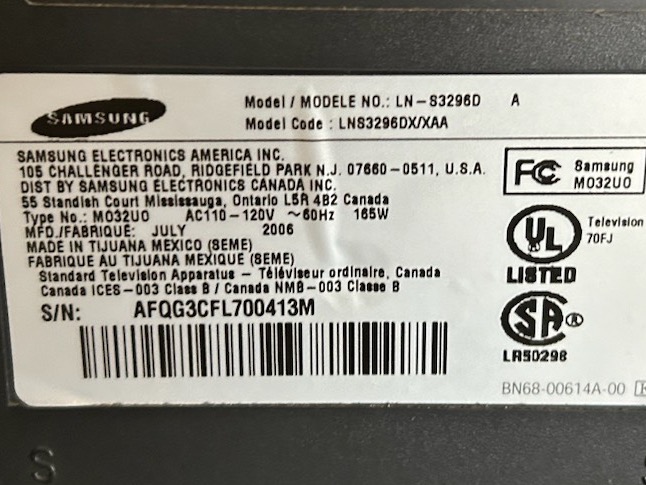 SAMSUNG
Model / MODELE NO.: LN-S3296D A
Model Code : LNS3296DX/XAA
SAMSUNG ELECTRONICS AMERICA INC.
105 CHALLENGER ROAD, RIDGEFIELD PARK N.J. 07660-0511, U.S.A.
DIST BY SAMSUNG ELECTRONICS CANADA INC.
55 Standish Court Mississauga, Ontario L5R 4B2 Canada
Type No.: MO32UO AC110-120V ~60Hz 165W
MFD./FABRIQUÉ: JULY 2006
MADE IN TIJUANA MEXICO (SEME)
FABRIQUE AU TIJUANA MEXIQUE (SEME)
Standard Television Apparatus - Téléviseur ordinaire, Canada
Canada ICES-003 Class B / Canada NMB-003 Classe B
S/N: AFQG3CFL700413M
FC Samsung
MO32UO
UL Television
70FJ
LISTED
SA ®
LR50298
BN68-00614A-00
S